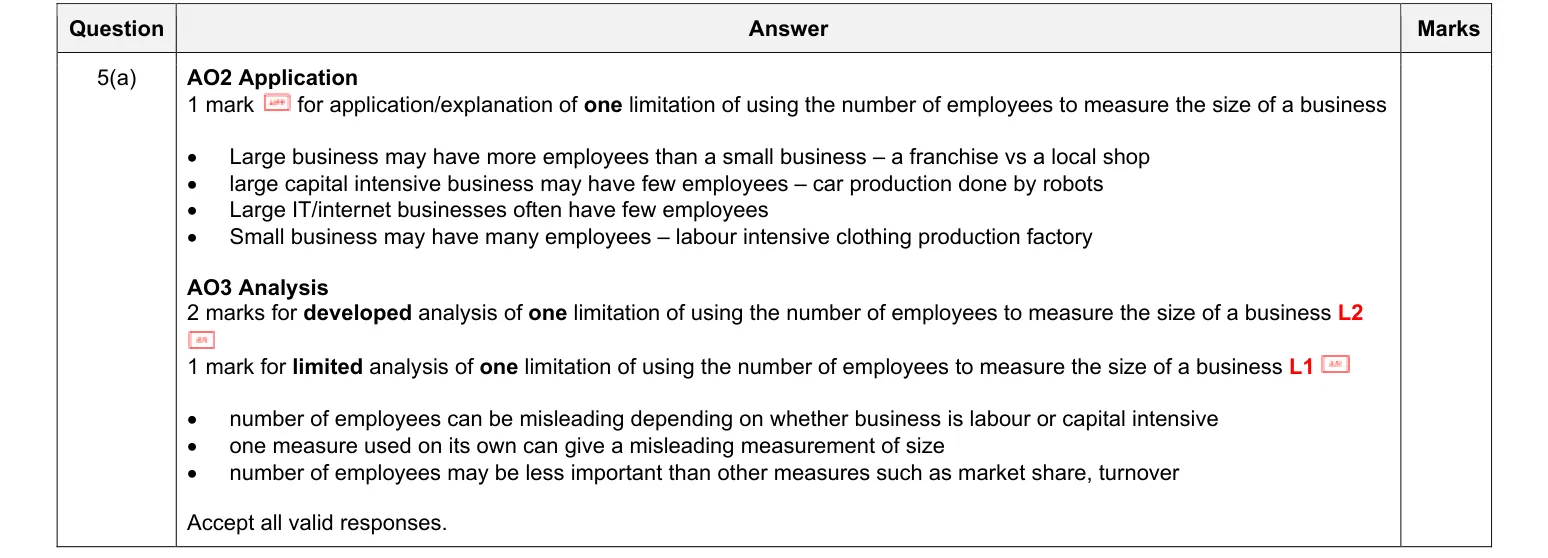 Question Answer Marks
5(a) AO2 Application
1 mark APP for application/explanation of one limitation of using the number of employees to measure the size of a business
• Large business may have more employees than a small business – a franchise vs a local shop
• large capital intensive business may have few employees – car production done by robots
• Large IT/internet businesses often have few employees
• Small business may have many employees – labour intensive clothing production factory
AO3 Analysis
2 marks for developed analysis of one limitation of using the number of employees to measure the size of a business L2
AN
1 mark for limited analysis of one limitation of using the number of employees to measure the size of a business L1 AN
• number of employees can be misleading depending on whether business is labour or capital intensive
• one measure used on its own can give a misleading measurement of size
• number of employees may be less important than other measures such as market share, turnover
Accept all valid responses.